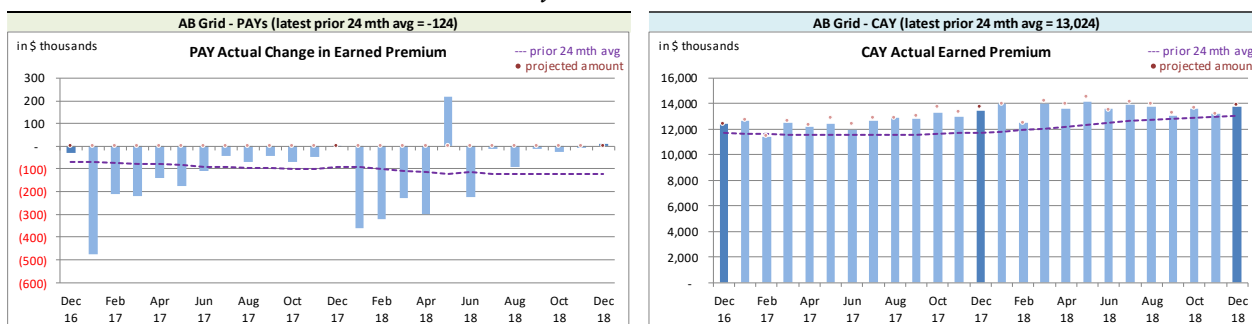 AB Grid - PAYs (latest prior 24 mth avg = -124)
in $ thousands
PAY Actual Change in Earned Premium
--- prior 24 mth avg
• projected amount
300
200
100
-
(100)
(200)
(300)
(400)
(500)
(600)
Dec Feb Apr Jun Aug Oct Dec Feb Apr Jun Aug Oct Dec
16 17 17 17 17 17 17 18 18 18 18 18 18
AB Grid - CAY (latest prior 24 mth avg = 13,024)
in $ thousands
CAY Actual Earned Premium
--- prior 24 mth avg
• projected amount
16,000
14,000
12,000
10,000
8,000
6,000
4,000
2,000
-
Dec Feb Apr Jun Aug Oct Dec Feb Apr Jun Aug Oct Dec
16 17 17 17 17 17 17 18 18 18 18 18 18